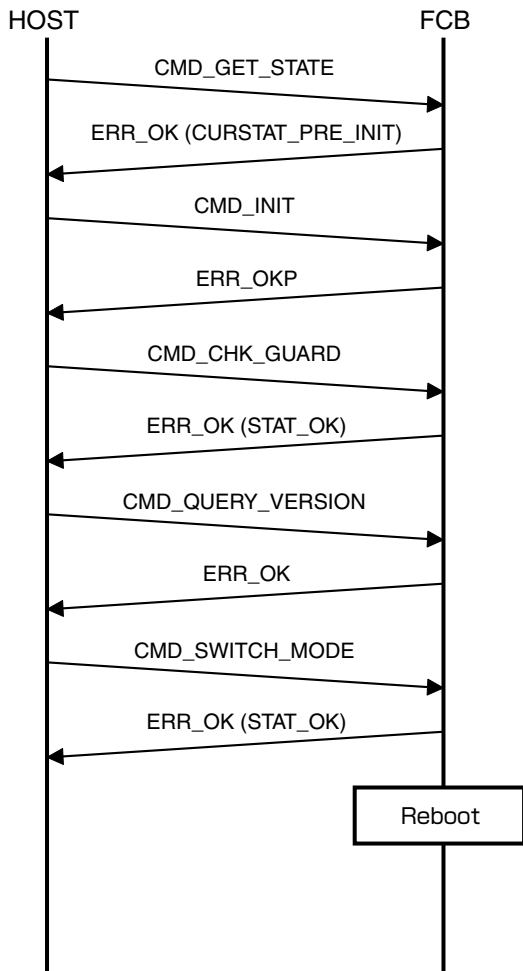 HOST FCB
CMD_GET_STATE
ERR_OK (CURSTAT_PRE_INIT)
CMD_INIT
ERR_OKP
CMD_CHK_GUARD
ERR_OK (STAT_OK)
CMD_QUERY_VERSION
ERR_OK
CMD_SWITCH_MODE
ERR_OK (STAT_OK)
Reboot